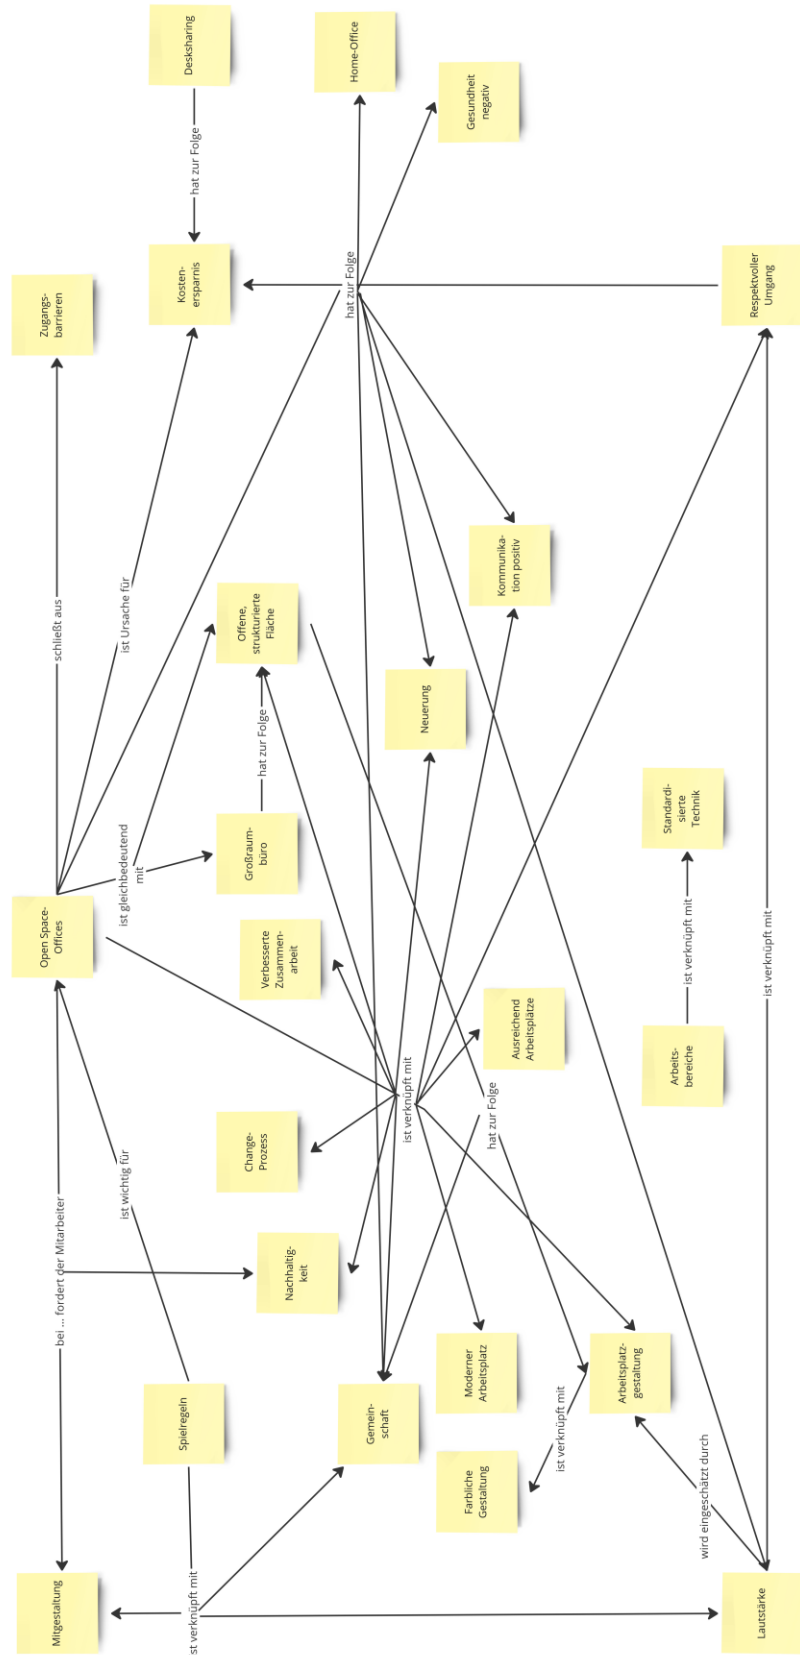 Mitgestaltung
bei ... fordert der Mitarbeiter
Open Space-
Offices
schließt aus
Zugangs-
barrieren
ist wichtig für
ist gleichbedeutend
mit
ist Ursache für
st verknüpft mit
Spielregeln
Kosten-
ersparnis
hat zur Folge
Desksharing
Nachhaltig-
keit
Change-
Prozess
Verbesserte
Zusammen-
arbeit
Großraum-
büro
hat zur Folge
Offene,
strukturierte
Fläche
Gemein-
schaft
hat zur Folge
Home-Office
ist verknüpft mit
Neuerung
Farbliche
Gestaltung
Moderner
Arbeitsplatz
hat zur Folge
Ausreichend
Arbeitsplätze
Kommunika-
tion positiv
Gesundheit
negativ
ist verknüpft mit
Arbeitsplatz-
gestaltung
wird eingeschätzt durch
Arbeits-
bereiche
ist verknüpft mit
Standardi-
sierte
Technik
Lautstärke
ist verknüpft mit
Respektvoller
Umgang